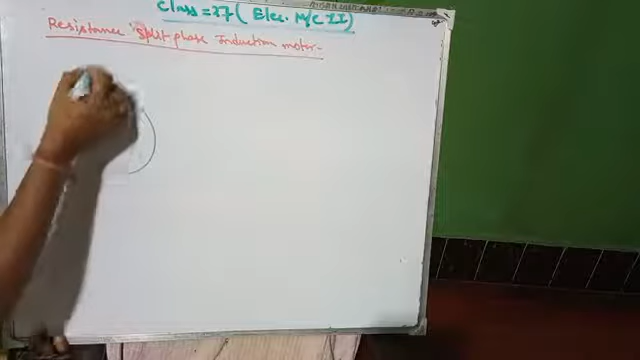 Class = 27 ( Elec. M/C II )
Resistance Split phase Induction motor-